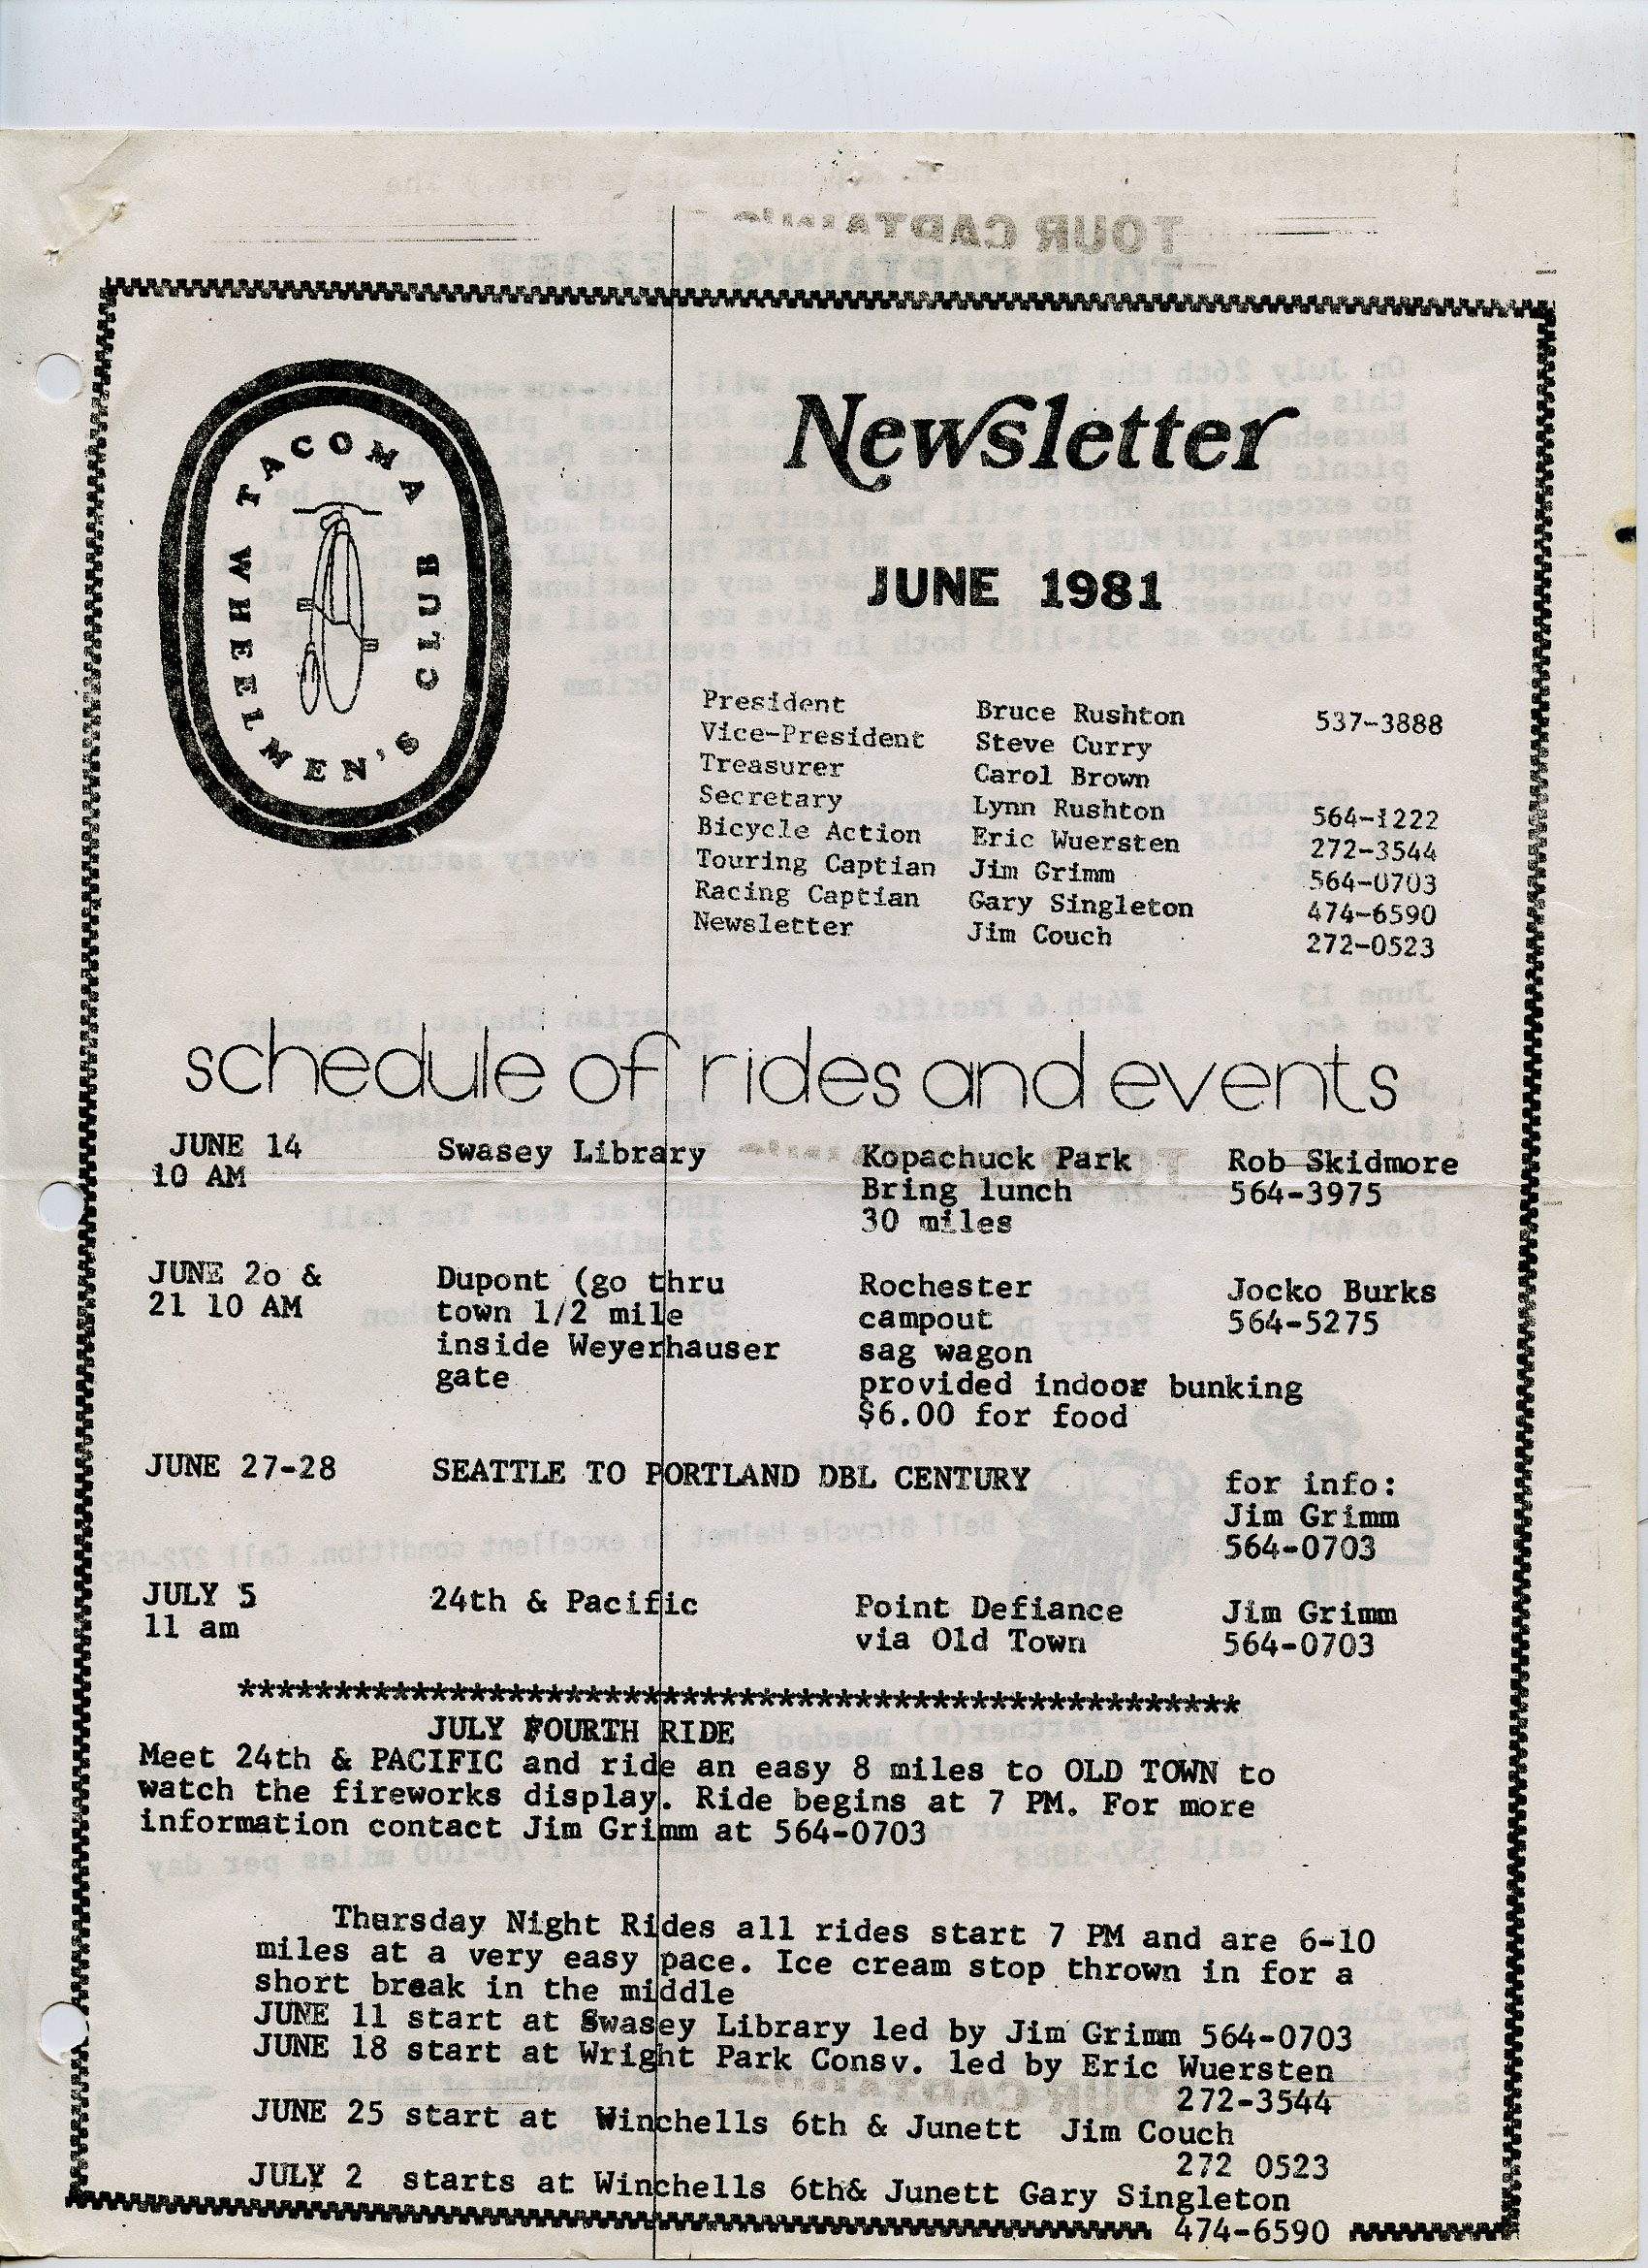 TACOMA WHEELMEN'S CLUB
Newsletter
JUNE 1981
President Bruce Rushton 537-3888
Vice-President Steve Curry
Treasurer Carol Brown
Secretary Lynn Rushton 564-1222
Bicycle Action Eric Wuersten 272-3544
Touring Captian Jim Grimm 564-0703
Racing Captian Gary Singleton 474-6590
Newsletter Jim Couch 272-0523
schedule of rides and events
JUNE 14 Swasey Library Kopachuck Park Rob Skidmore
10 AM Bring lunch 564-3975
30 miles
JUNE 2o & Dupont (go thru Rochester Jocko Burks
21 10 AM town 1/2 mile campout 564-5275
inside Weyerhauser sag wagon
gate provided indoor bunking
$6.00 for food
JUNE 27-28 SEATTLE TO PORTLAND DBL CENTURY for info:
Jim Grimm
564-0703
JULY 5 24th & Pacific Point Defiance Jim Grimm
11 am via Old Town 564-0703
****************************************************
JULY FOURTH RIDE
Meet 24th & PACIFIC and ride an easy 8 miles to OLD TOWN to
watch the fireworks display. Ride begins at 7 PM. For more
information contact Jim Grimm at 564-0703
Thursday Night Rides all rides start 7 PM and are 6-10
miles at a very easy pace. Ice cream stop thrown in for a
short break in the middle
JUNE 11 start at Swasey Library led by Jim Grimm 564-0703
JUNE 18 start at Wright Park Consv. led by Eric Wuersten
272-3544
JUNE 25 start at Winchells 6th & Junett Jim Couch
272 0523
JULY 2 starts at Winchells 6th& Junett Gary Singleton
474-6590